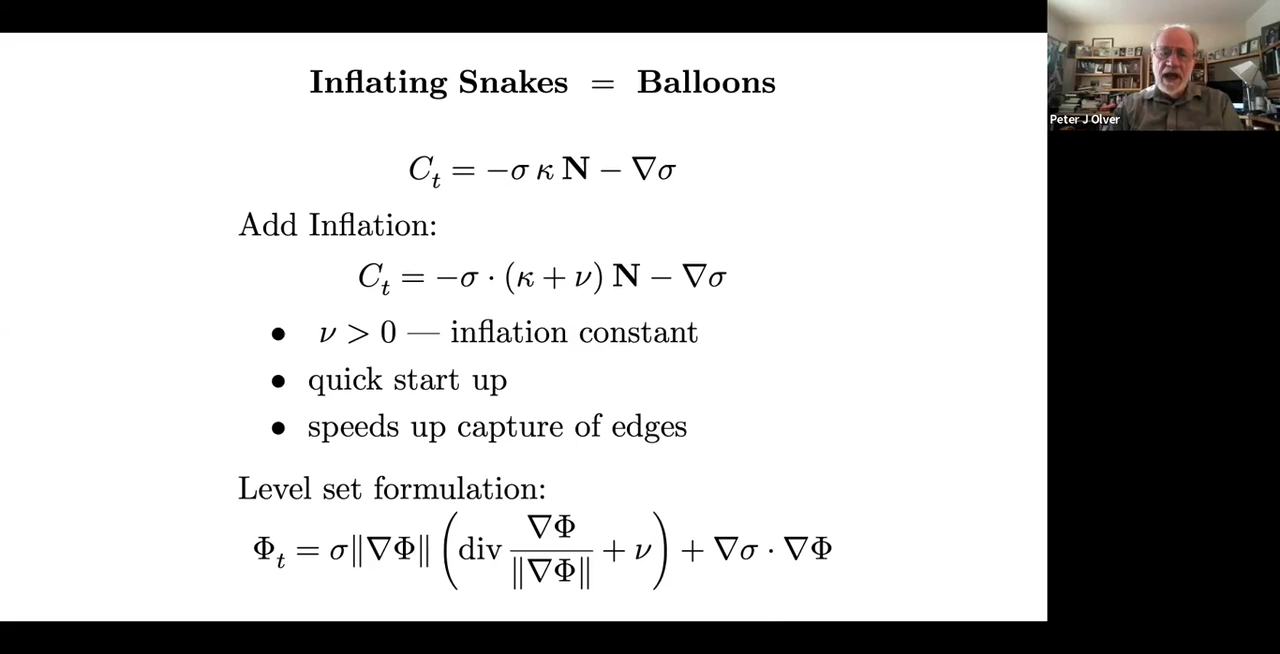 Inflating Snakes = Balloons
Peter J Olver
C_t = −σ κ N − ∇σ
Add Inflation:
C_t = −σ · (κ + ν) N − ∇σ
• ν > 0 — inflation constant
• quick start up
• speeds up capture of edges
Level set formulation:
Φ_t = σ‖∇Φ‖ (div ∇Φ/‖∇Φ‖ + ν) + ∇σ · ∇Φ